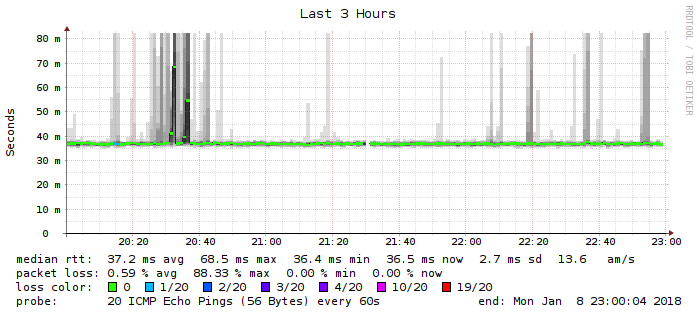 Last 3 Hours
RRDTOOL / TOBI OETIKER
Seconds
80 m
70 m
60 m
50 m
40 m
30 m
20 m
10 m
0
20:20 20:40 21:00 21:20 21:40 22:00 22:20 22:40 23:00
median rtt: 37.2 ms avg 68.5 ms max 36.4 ms min 36.5 ms now 2.7 ms sd 13.6 am/s
packet loss: 0.59 % avg 88.33 % max 0.00 % min 0.00 % now
loss color: 0 1/20 2/20 3/20 4/20 10/20 19/20
probe: 20 ICMP Echo Pings (56 Bytes) every 60s end: Mon Jan 8 23:00:04 2018